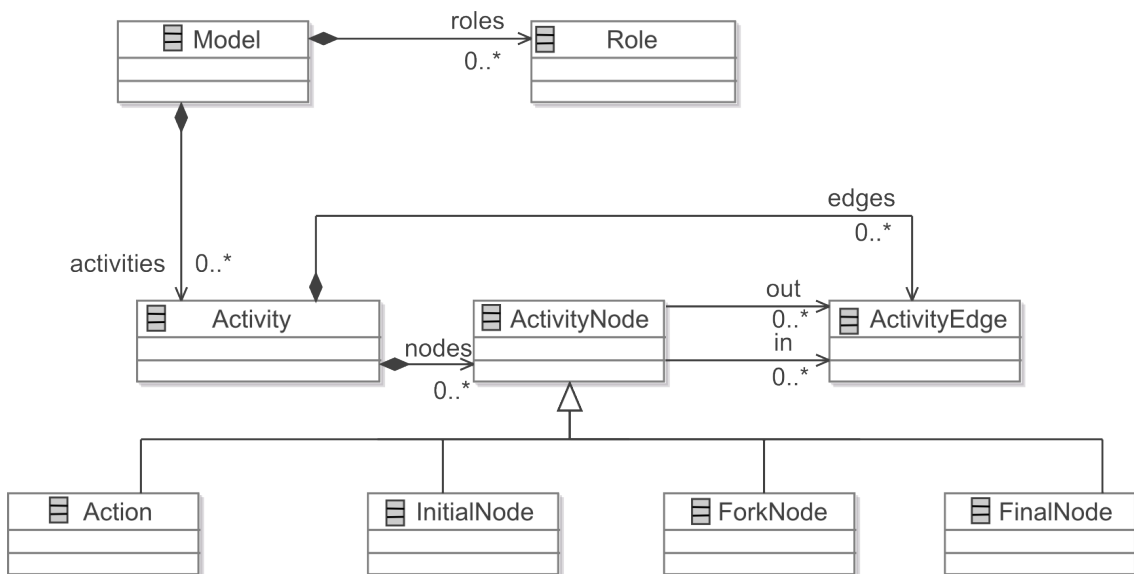 Model
roles
0..*
Role
edges
0..*
activities
0..*
Activity
nodes
0..*
ActivityNode
out
0..*
in
0..*
ActivityEdge
Action
InitialNode
ForkNode
FinalNode